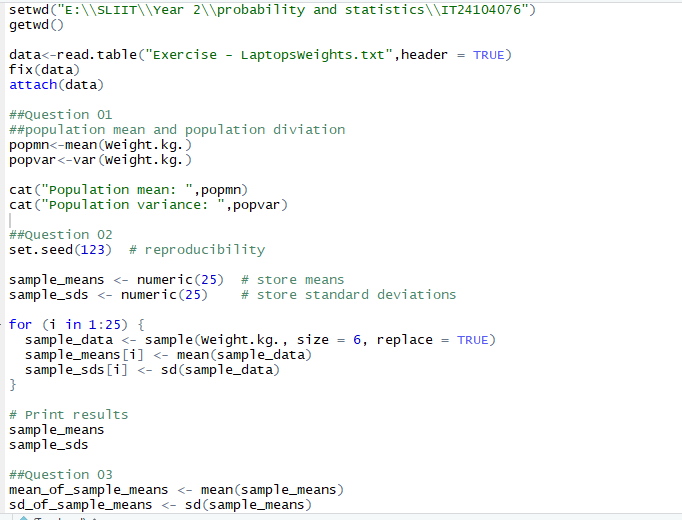 setwd("E:\\SLIIT\\Year 2\\probability and statistics\\IT24104076")
getwd()
data<-read.table("Exercise - LaptopsWeights.txt",header = TRUE)
fix(data)
attach(data)
##Question 01
##population mean and population diviation
popmn<-mean(Weight.kg.)
popvar<-var(Weight.kg.)
cat("Population mean: ",popmn)
cat("Population variance: ",popvar)
##Question 02
set.seed(123)  # reproducibility
sample_means <- numeric(25)  # store means
sample_sds <- numeric(25)    # store standard deviations
for (i in 1:25) {
  sample_data <- sample(Weight.kg., size = 6, replace = TRUE)
  sample_means[i] <- mean(sample_data)
  sample_sds[i] <- sd(sample_data)
}
# Print results
sample_means
sample_sds
##Question 03
mean_of_sample_means <- mean(sample_means)
sd_of_sample_means <- sd(sample_means)